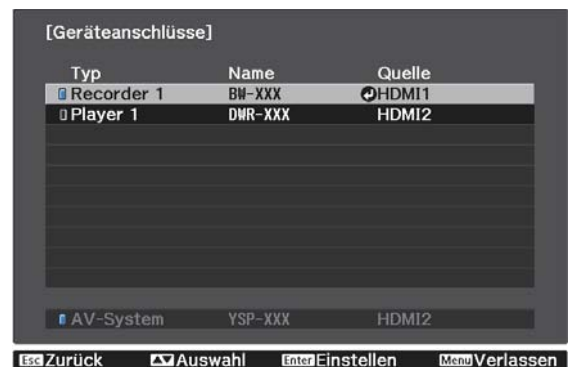 [Geräteanschlüsse]
Typ Name Quelle
Recorder 1 BW-XXX HDMI1
Player 1 DWR-XXX HDMI2
AV-System YSP-XXX HDMI2
Esc Zurück Auswahl Enter Einstellen Menu Verlassen